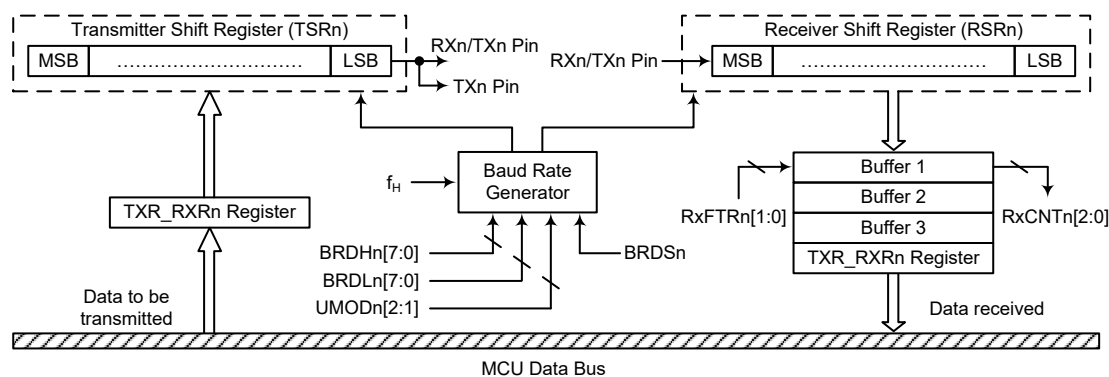 Transmitter Shift Register (TSRn)
MSB ................................ LSB
RXn/TXn Pin
TXn Pin
Receiver Shift Register (RSRn)
RXn/TXn Pin
MSB ................................ LSB
Baud Rate
Generator
fH
BRDHn[7:0]
BRDLn[7:0]
UMODn[2:1]
BRDSn
TXR_RXRn Register
Data to be
transmitted
Buffer 1
Buffer 2
Buffer 3
TXR_RXRn Register
RxFTRn[1:0]
RxCNTn[2:0]
Data received
MCU Data Bus